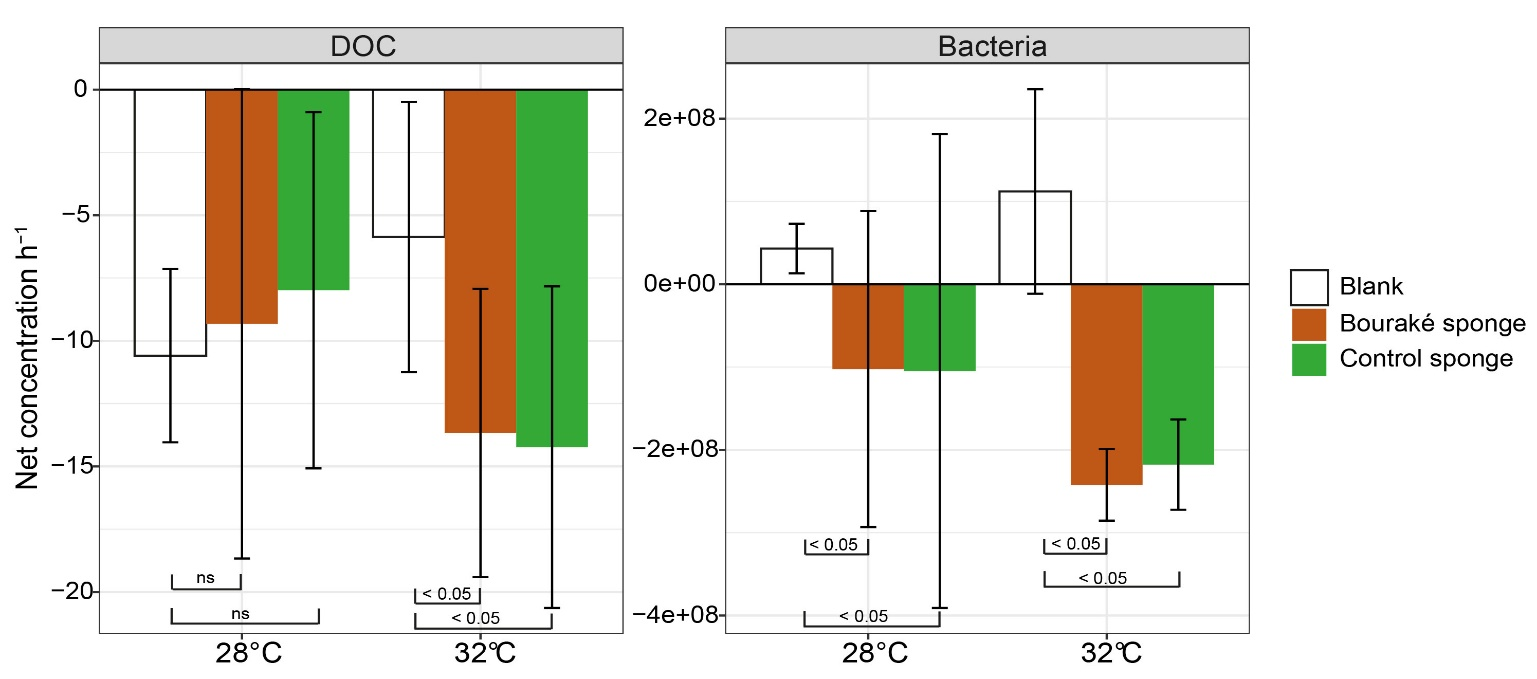 DOC
Bacteria
Net concentration h⁻¹
0
−5
−10
−15
−20
2e+08
0e+00
−2e+08
−4e+08
ns
ns
< 0.05
< 0.05
< 0.05
< 0.05
< 0.05
< 0.05
28°C
32°C
28°C
32°C
Blank
Bouraké sponge
Control sponge